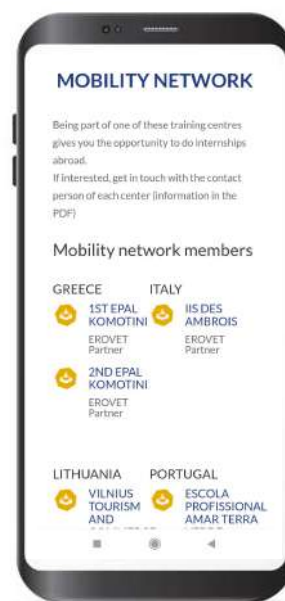 MOBILITY NETWORK
Being part of one of these training centres
gives you the opportunity to do internships
abroad.
If interested, get in touch with the contact
person of each center (information in the
PDF)
Mobility network members
GREECE
1ST EPAL
KOMOTINI
EROVET
Partner
2ND EPAL
KOMOTINI
EROVET
Partner
ITALY
IIS DES
AMBROIS
EROVET
Partner
LITHUANIA
VILNIUS
TOURISM
AND
PORTUGAL
ESCOLA
PROFISSIONAL
AMAR TERRA